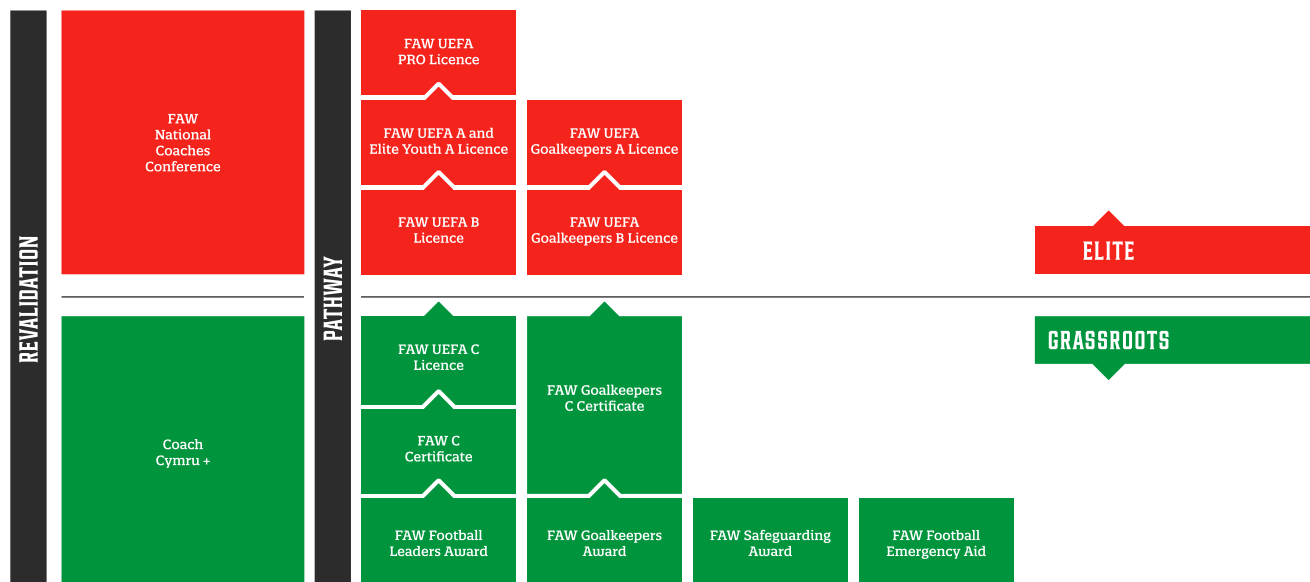 REVALIDATION
FAW
National
Coaches
Conference
Coach
Cymru +
PATHWAY
FAW UEFA
PRO Licence
FAW UEFA A and
Elite Youth A Licence
FAW UEFA
Goalkeepers A Licence
FAW UEFA B
Licence
FAW UEFA
Goalkeepers B Licence
ELITE
GRASSROOTS
FAW UEFA C
Licence
FAW Goalkeepers
C Certificate
FAW C
Certificate
FAW Football
Leaders Award
FAW Goalkeepers
Award
FAW Safeguarding
Award
FAW Football
Emergency Aid